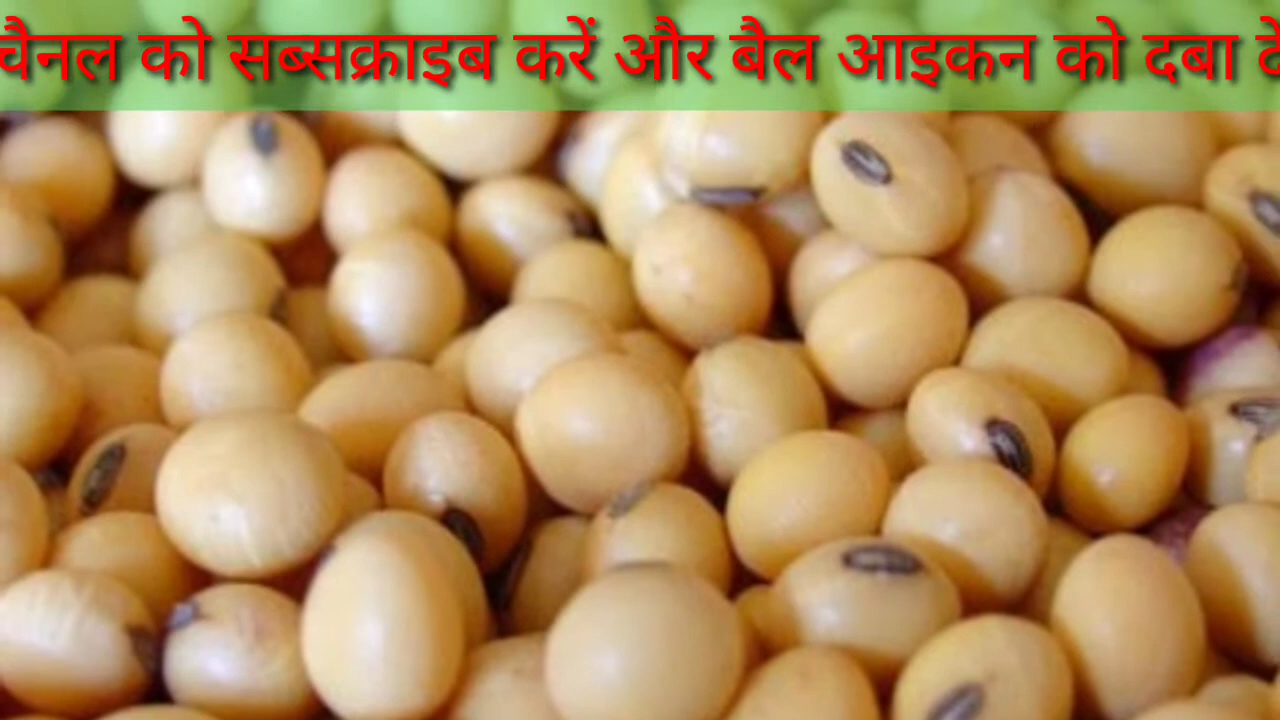 चैनल को सब्सक्राइब करें और बैल आइकन को दबा दे